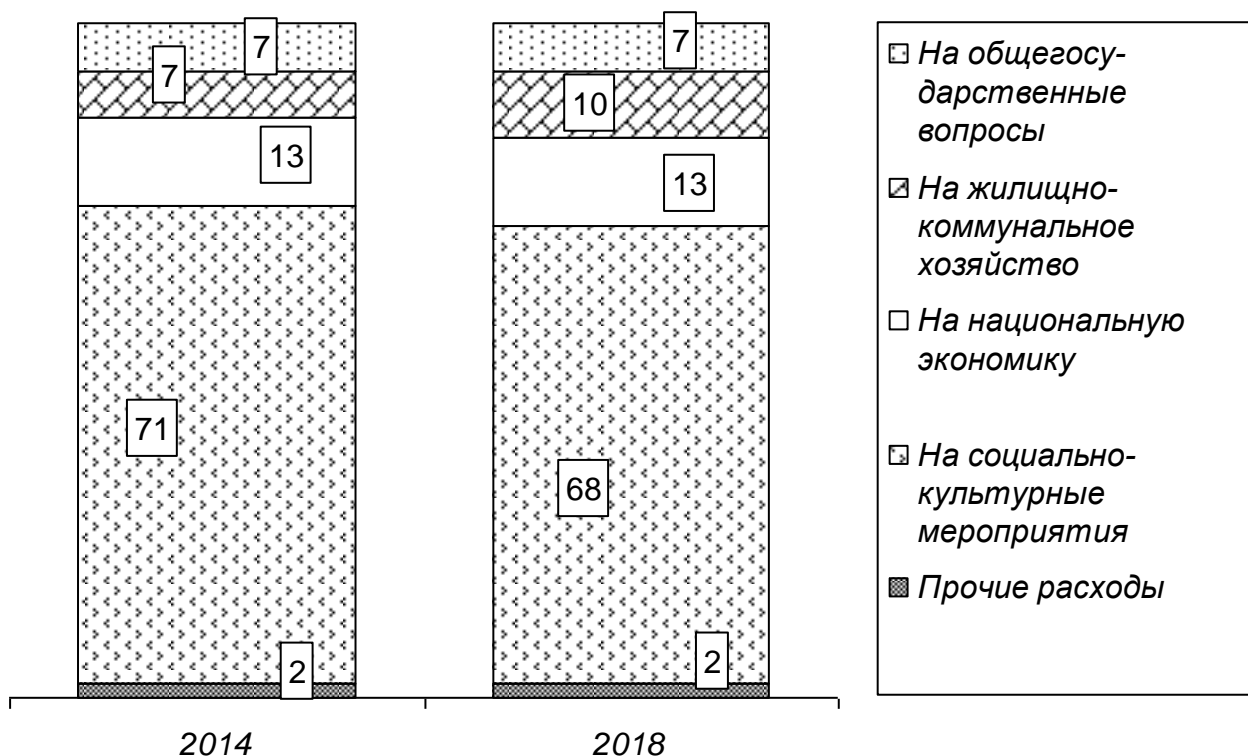 7
7
13
71
2
2014
7
10
13
68
2
2018
На общегосу-
дарственные
вопросы
На жилищно-
коммунальное
хозяйство
На национальную
экономику
На социально-
культурные
мероприятия
Прочие расходы